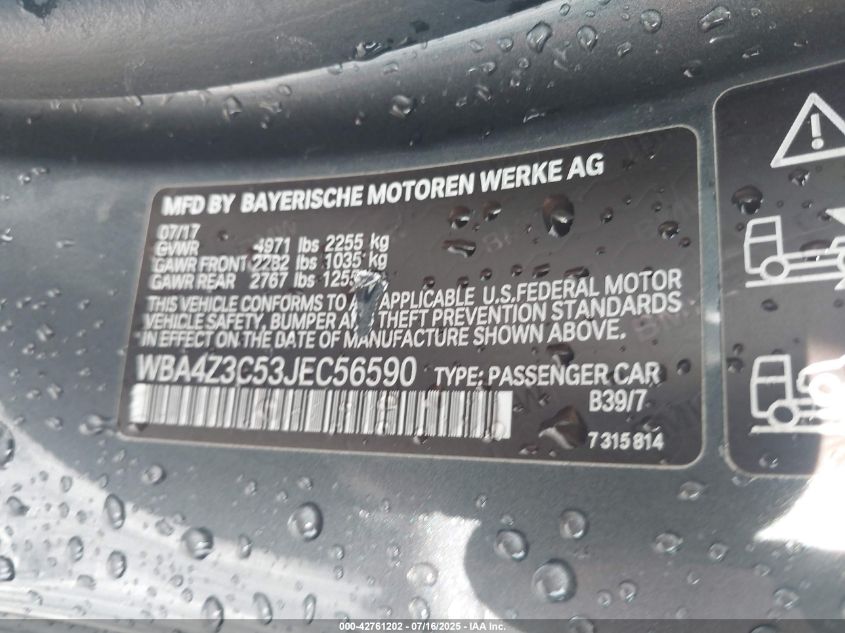 MFD BY BAYERISCHE MOTOREN WERKE AG
07/17
GVWR 4971 lbs 2255 kg
GAWR FRONT 2282 lbs 1035 kg
GAWR REAR 2767 lbs 1255
THIS VEHICLE CONFORMS TO APPLICABLE U.S.FEDERAL MOTOR
VEHICLE SAFETY, BUMPER THEFT PREVENTION STANDARDS
IN EFFECT ON THE DATE OF MANUFACTURE SHOWN ABOVE.
WBA4Z3C53JEC56590 TYPE: PASSENGER CAR
B39/7
7 315 814
000-42761202 - 07/16/2025 - IAA Inc.